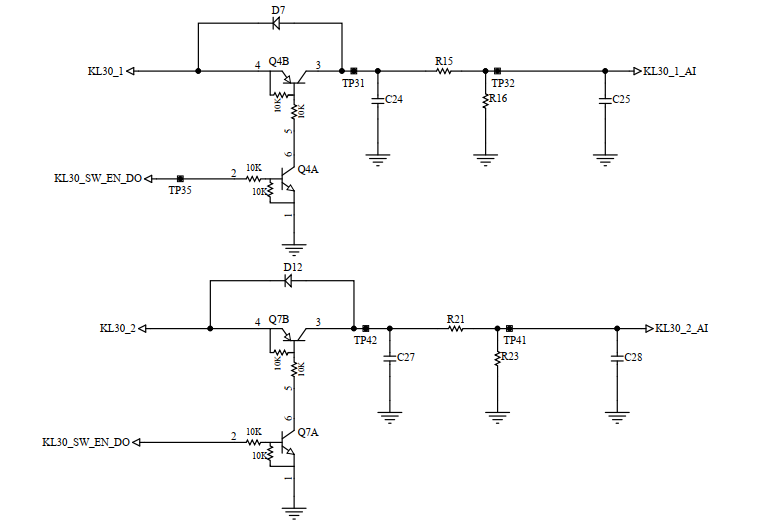 D7
KL30_1
4
Q4B
3
TP31
R15
TP32
KL30_1_AI
10K
10K
C24
R16
C25
5
6
KL30_SW_EN_DO
TP35
2
10K
10K
Q4A
1
D12
KL30_2
4
Q7B
3
TP42
R21
TP41
KL30_2_AI
10K
10K
C27
R23
C28
5
6
KL30_SW_EN_DO
2
10K
10K
Q7A
1